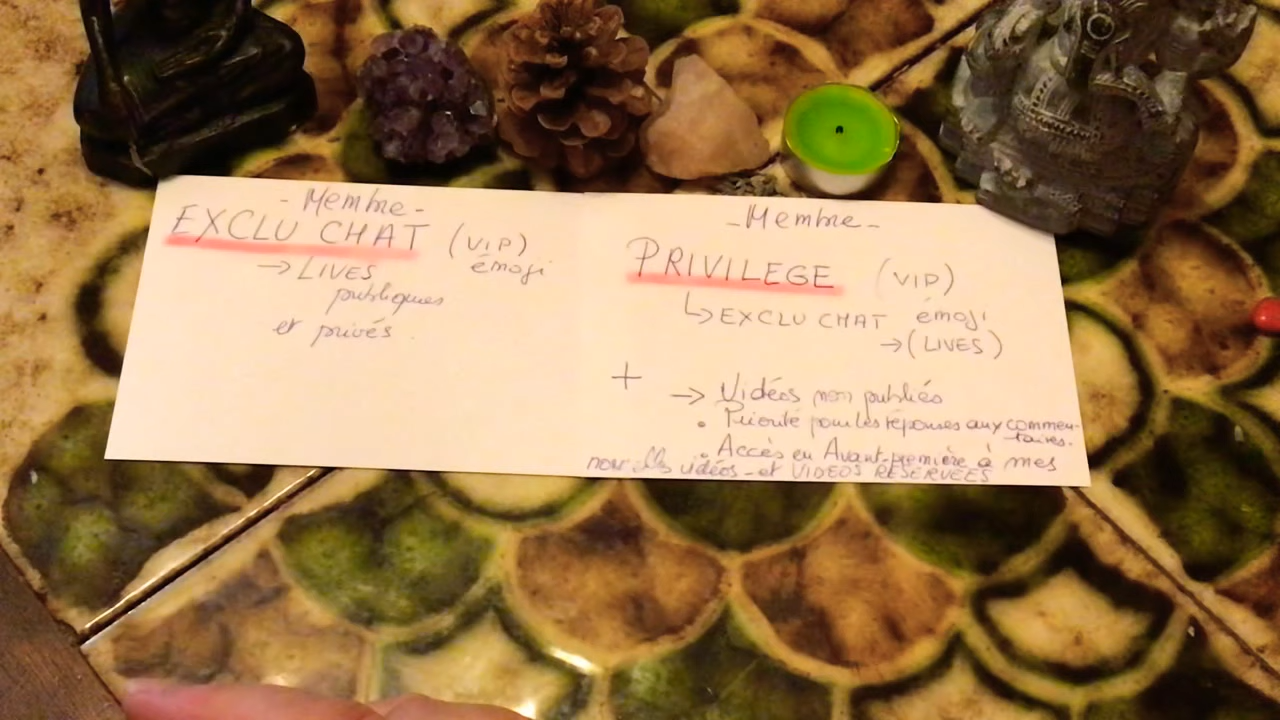 - Membre -
EXCLU CHAT (VIP)
émoji
→ LIVES
publiques
et privés.
- Membre -
PRIVILEGE (VIP)
↳ EXCLU CHAT émoji
→ (LIVES)
+
→ Vidéos non publiés
• Priorité pour les réponses aux commen-
taires.
• Accès en Avant-première à mes
nouvelles vidéos - et VIDEOS RESERVEES